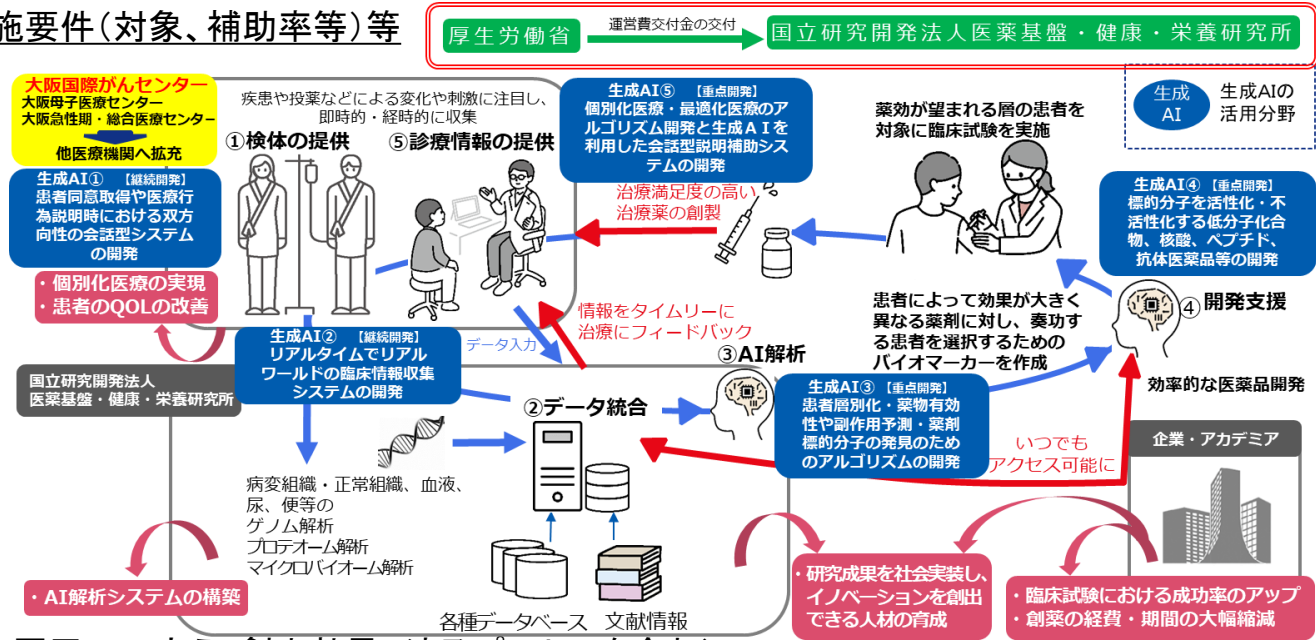 施要件(対象、補助率等)等
厚生労働省
運営費交付金の交付
国立研究開発法人医薬基盤・健康・栄養研究所
大阪国際がんセンター
大阪母子医療センター
大阪急性期・総合医療センター
他医療機関へ拡充
疾患や投薬などによる変化や刺激に注目し、
即時的・経時的に収集
①検体の提供
⑤診療情報の提供
生成AI⑤ 【重点開発】
個別化医療・最適化医療のア
ルゴリズム開発と生成AIを
利用した会話型説明補助シス
テムの開発
薬効が望まれる層の患者を
対象に臨床試験を実施
生成
AI
生成AIの
活用分野
生成AI① 【継続開発】
患者同意取得や医療行
為説明時における双方
向性の会話型システム
の開発
治療満足度の高い
治療薬の創製
生成AI④ 【重点開発】
標的分子を活性化・不
活性化する低分子化合
物、核酸、ペプチド、
抗体医薬品等の開発
・個別化医療の実現
・患者のQOLの改善
情報をタイムリーに
治療にフィードバック
患者によって効果が大きく
異なる薬剤に対し、奏功す
る患者を選択するための
バイオマーカーを作成
④開発支援
効率的な医薬品開発
生成AI② 【継続開発】
リアルタイムでリアル
ワールドの臨床情報収集
システムの開発
データ入力
③AI解析
国立研究開発法人
医薬基盤・健康・栄養研究所
生成AI③ 【重点開発】
患者層別化・薬物有効
性や副作用予測・薬剤
標的分子の発見のため
のアルゴリズムの開発
②データ統合
いつでも
アクセス可能に
企業・アカデミア
病変組織・正常組織、血液、
尿、便等の
ゲノム解析
プロテオーム解析
マイクロバイオーム解析
・AI解析システムの構築
各種データベース
文献情報
・研究成果を社会実装し、
イノベーションを創出
できる人材の育成
・臨床試験における成功率のアップ
・創薬の経費・期間の大幅縮減